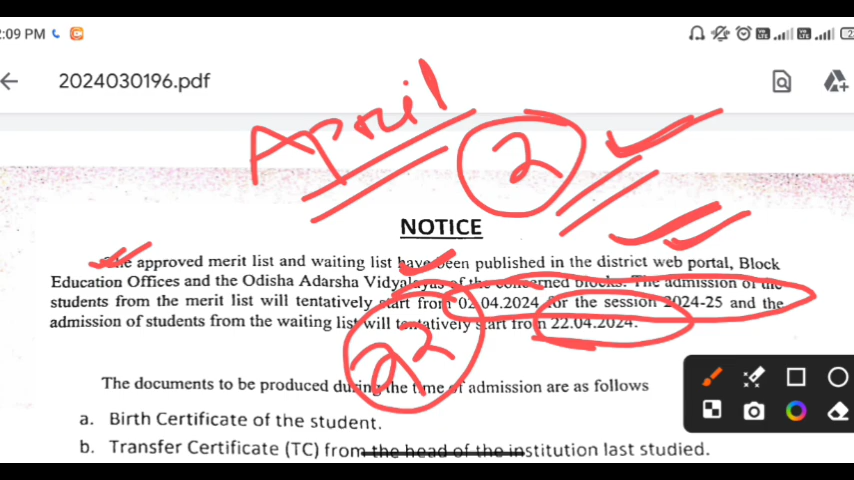 2:09 PM
2024030196.pdf
April
2
NOTICE
The approved merit list and waiting list have been published in the district web portal, Block
Education Offices and the Odisha Adarsha Vidyalayas of the concerned blocks. The admission of the
students from the merit list will tentatively start from 02.04.2024 for the session 2024-25 and the
admission of students from the waiting list will tentatively start from 22.04.2024.
22
The documents to be produced during the time of admission are as follows
a. Birth Certificate of the student.
b. Transfer Certificate (TC) from the head of the institution last studied.